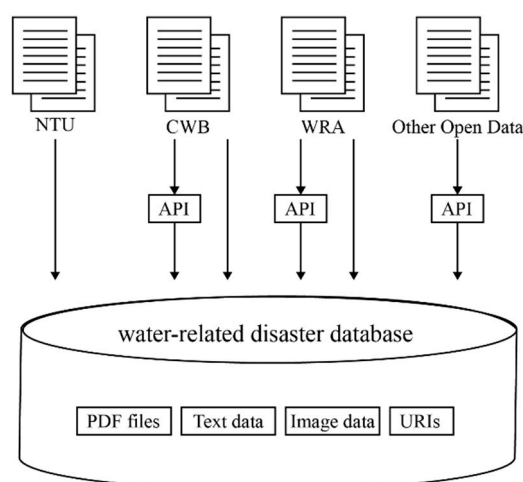 NTU
CWB
WRA
Other Open Data
API
API
API
water-related disaster database
PDF files
Text data
Image data
URIs